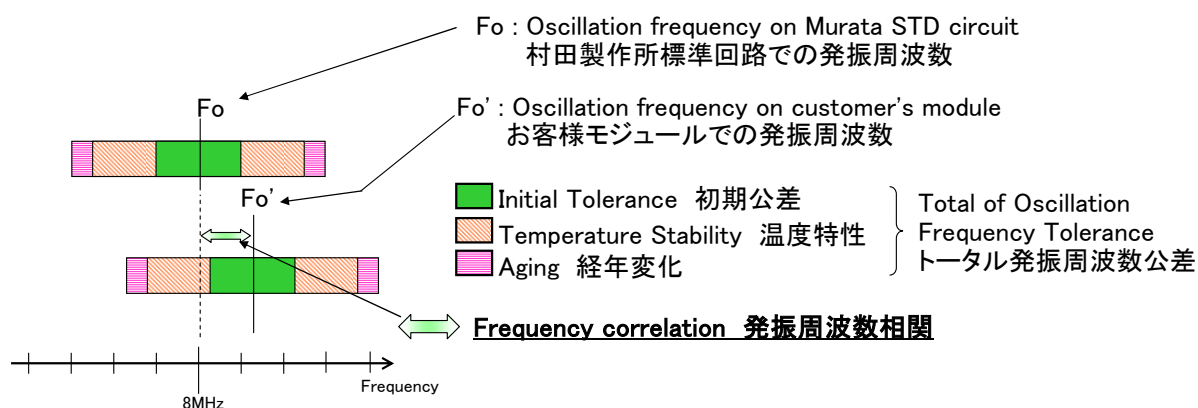 Fo : Oscillation frequency on Murata STD circuit
村田製作所標準回路での発振周波数
Fo
Fo' : Oscillation frequency on customer's module
お客様モジュールでの発振周波数
Fo'
Initial Tolerance 初期公差
Temperature Stability 温度特性
Aging 経年変化
Total of Oscillation
Frequency Tolerance
トータル発振周波数公差
Frequency correlation 発振周波数相関
Frequency
8MHz